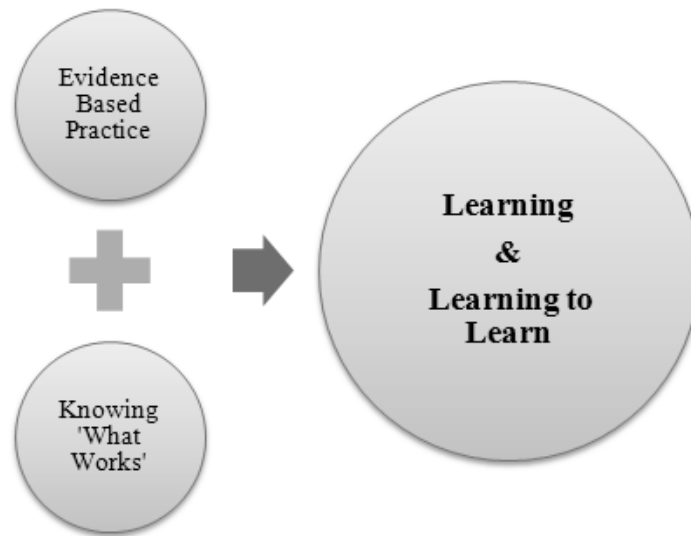 Evidence
Based
Practice
Knowing
'What
Works'
Learning
&
Learning to
Learn